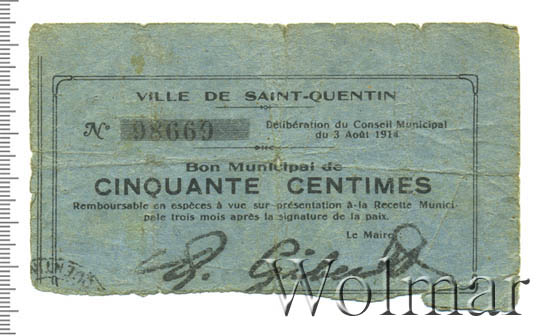 VILLE DE SAINT-QUENTIN
N° 98669
Délibération du Conseil Municipal
du 3 Août 1914
Bon Municipal de
CINQUANTE CENTIMES
Remboursable en espèces à vue sur présentation à la Recette Munici-
pale trois mois après la signature de la paix.
Le Maire
Wolmar